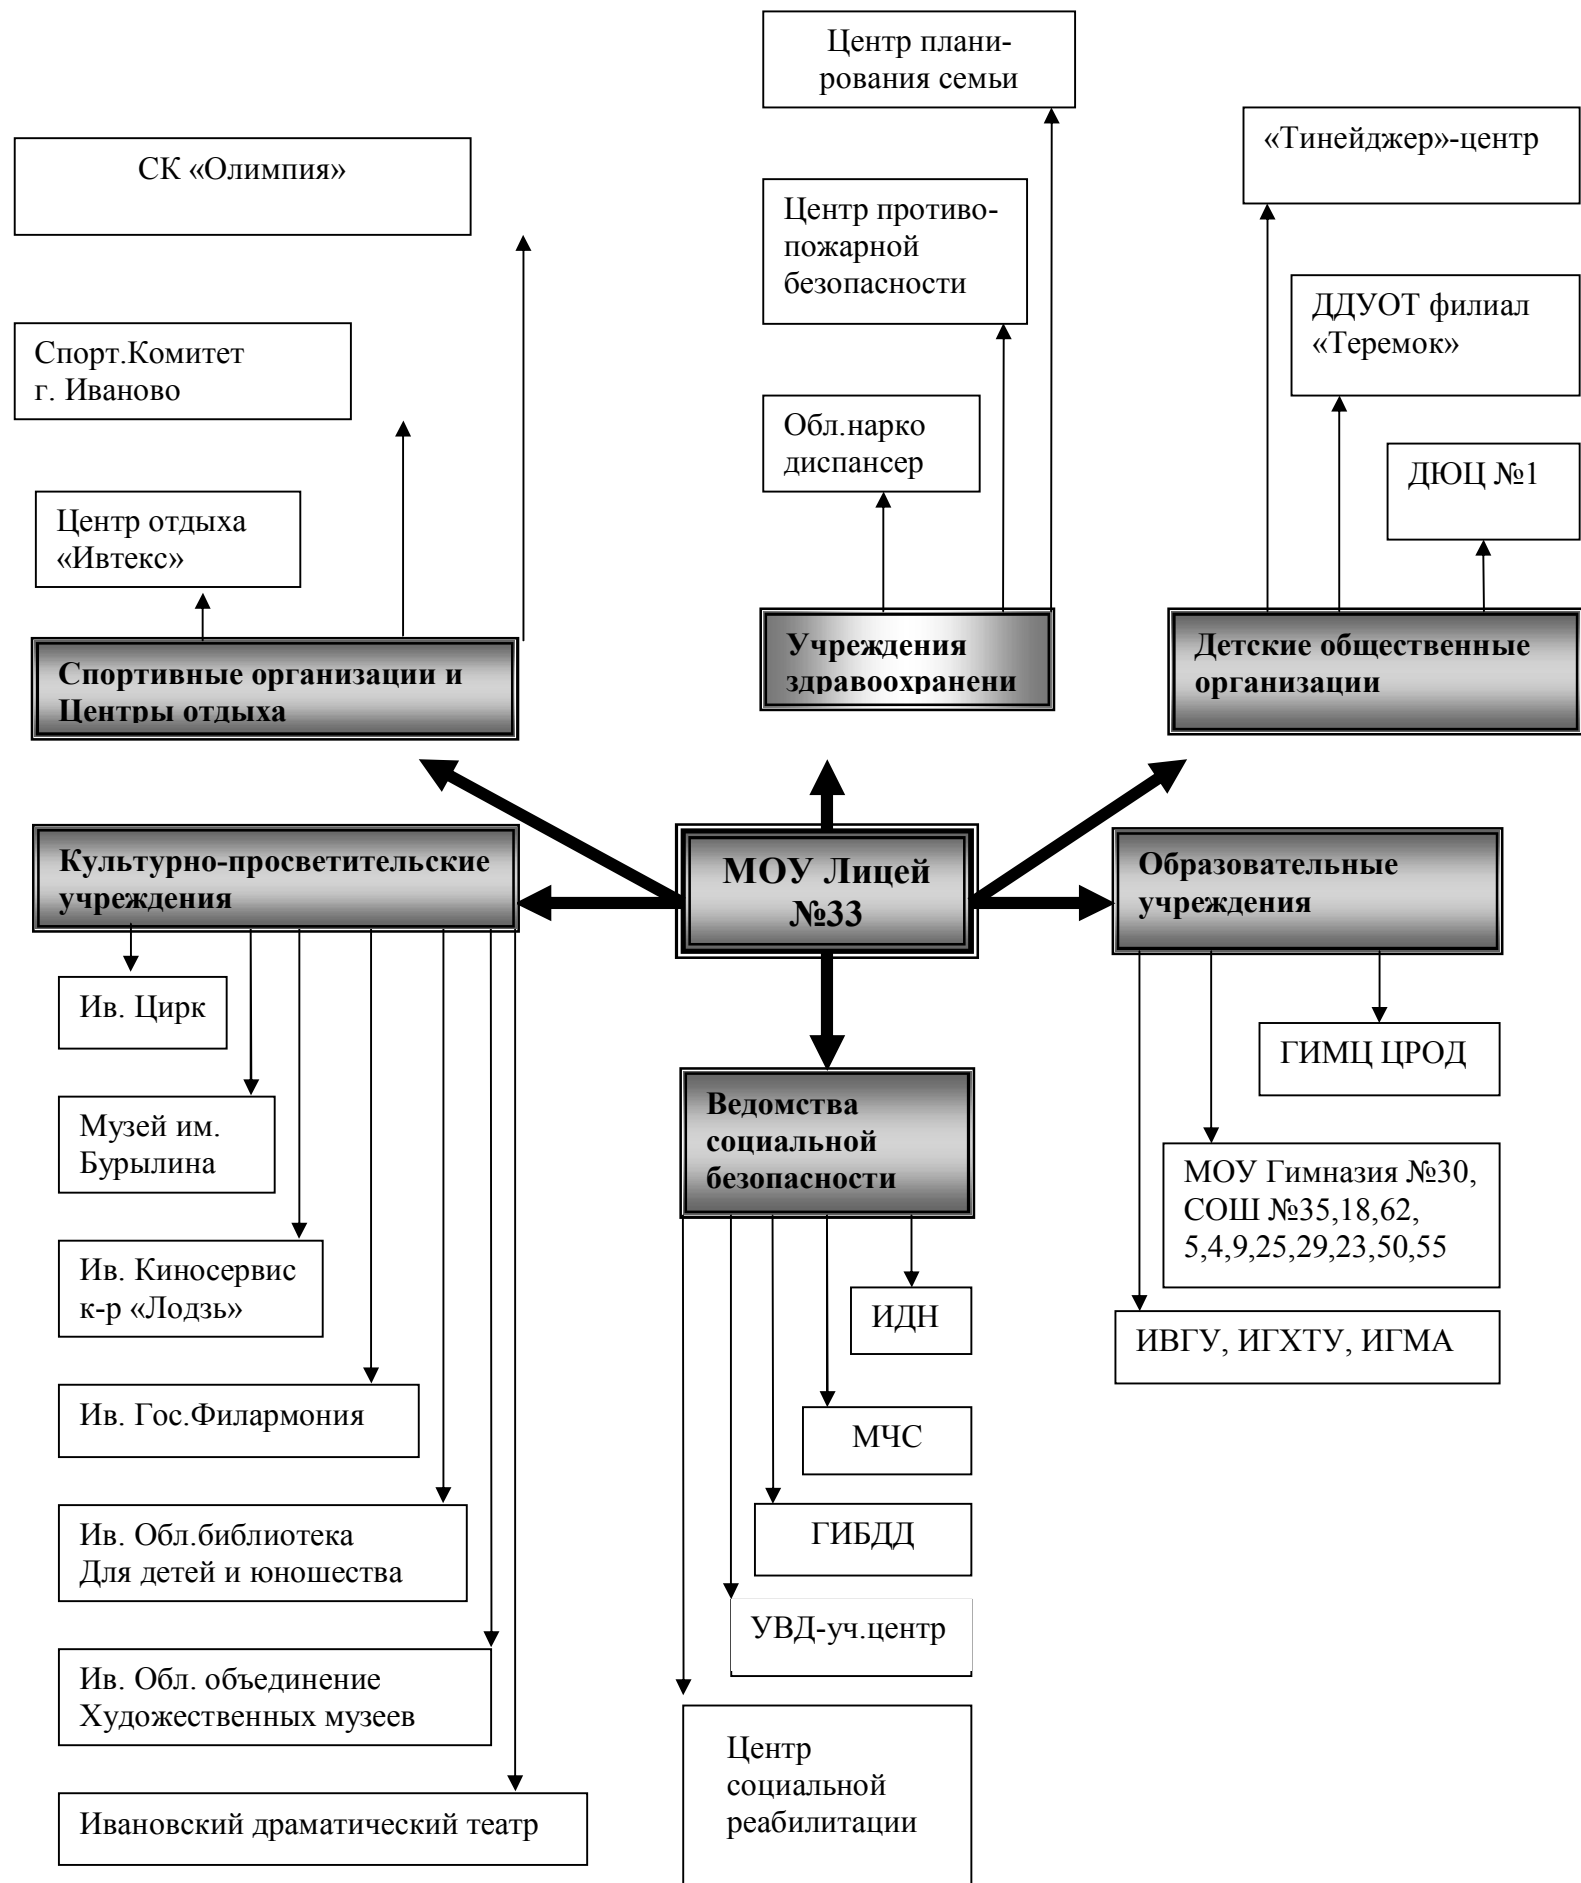 Центр плани-
рования семьи
СК «Олимпия»
«Тинейджер»-центр
Центр противо-
пожарной
безопасности
Спорт.Комитет
г. Иваново
ДДУОТ филиал
«Теремок»
Обл.нарко
диспансер
ДЮЦ №1
Центр отдыха
«Ивтекс»
Спортивные организации и
Центры отдыха
Учреждения
здравоохранени
Детские общественные
организации
Культурно-просветительские
учреждения
МОУ Лицей
№33
Образовательные
учреждения
Ив. Цирк
Музей им.
Бурылина
Ив. Киносервис
к-р «Лодзь»
Ив. Гос.Филармония
Ив. Обл.библиотека
Для детей и юношества
Ив. Обл. объединение
Художественных музеев
Ивановский драматический театр
Ведомства
социальной
безопасности
ИДН
МЧС
ГИБДД
УВД-уч.центр
Центр
социальной
реабилитации
ГИМЦ ЦРОД
МОУ Гимназия №30,
СОШ №35,18,62,
5,4,9,25,29,23,50,55
ИВГУ, ИГХТУ, ИГМА